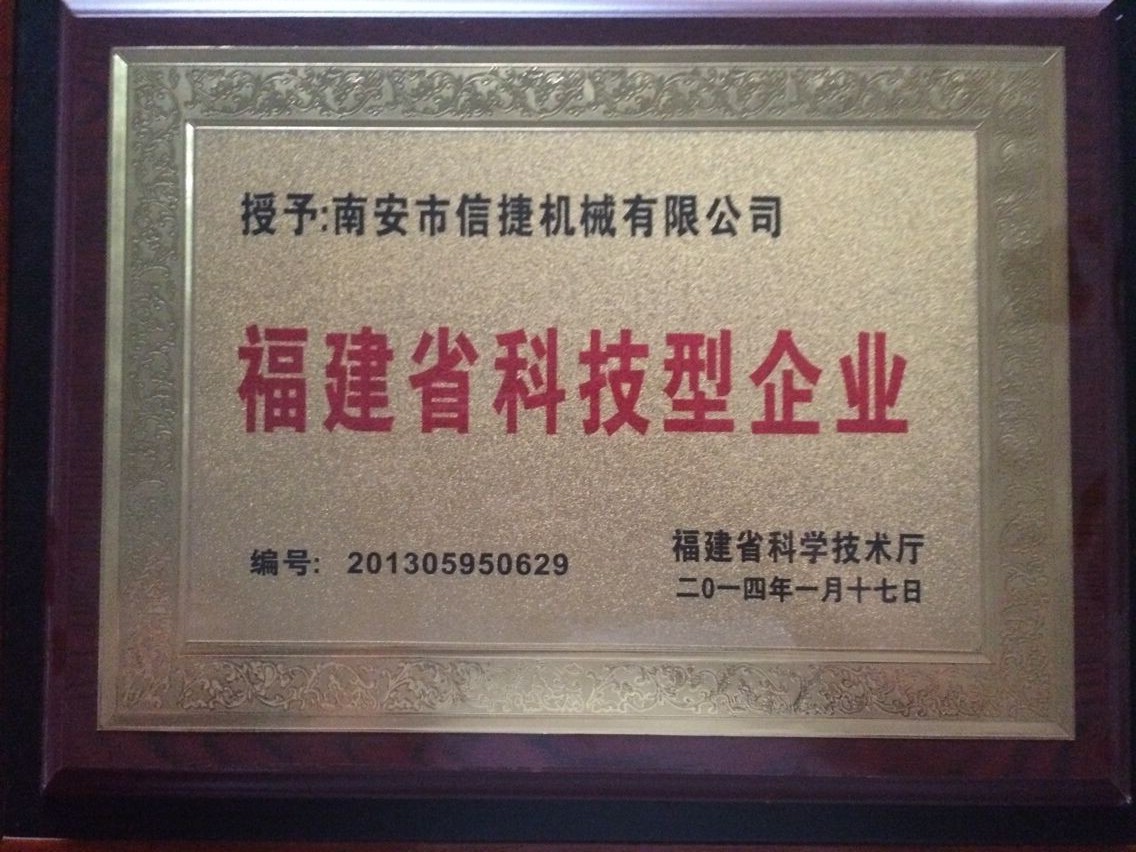 授予:南安市信捷机械有限公司
福建省科技型企业
编号: 201305950629
福建省科学技术厅
二0一四年一月十七日